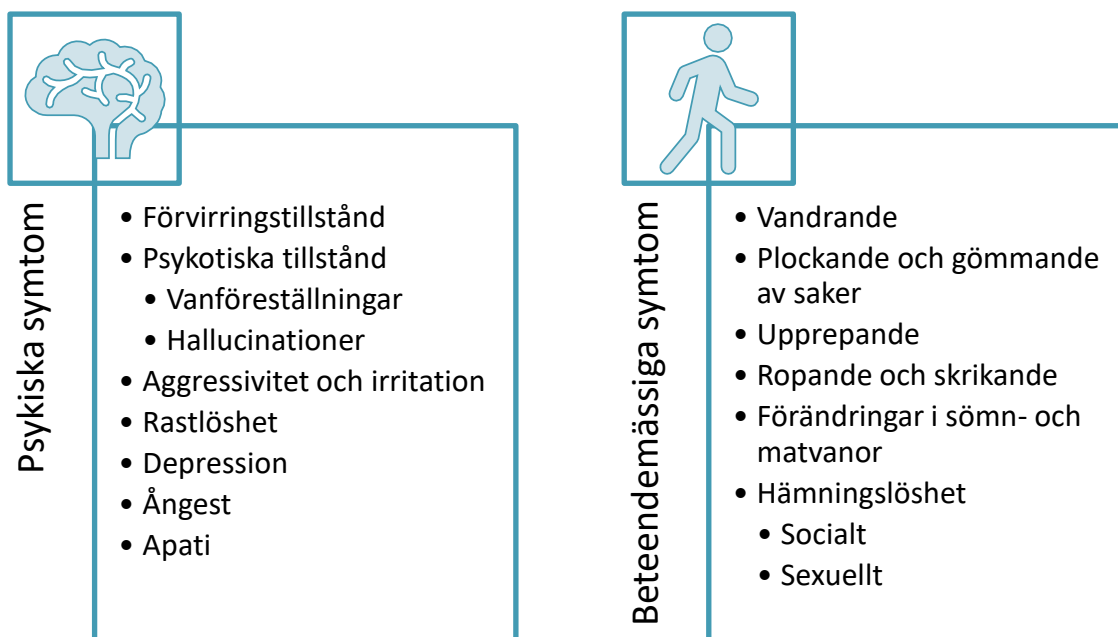 Psykiska symtom
• Förvirringstillstånd
• Psykotiska tillstånd
• Vanföreställningar
• Hallucinationer
• Aggressivitet och irritation
• Rastlöshet
• Depression
• Ångest
• Apati
Beteendemässiga symtom
• Vandrande
• Plockande och gömmande
av saker
• Upprepande
• Ropande och skrikande
• Förändringar i sömn- och
matvanor
• Hämningslöshet
• Socialt
• Sexuellt